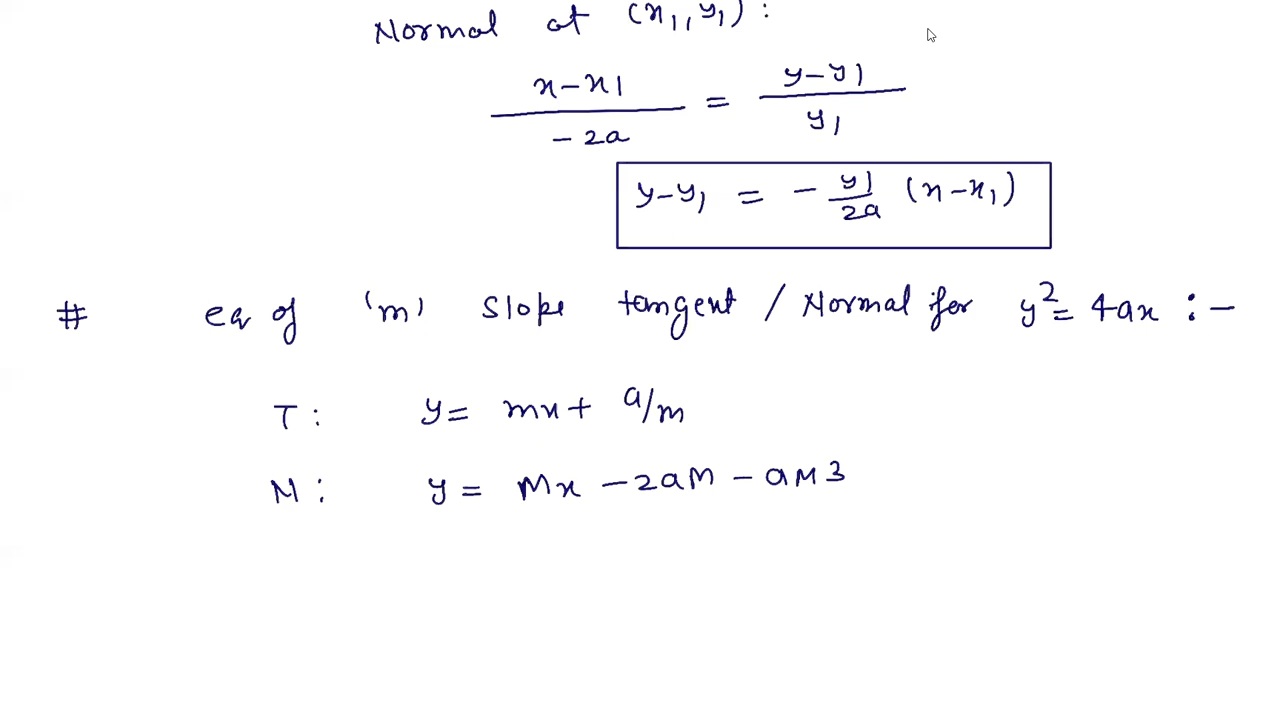 Normal at (x1, y1) :
x-x1 / -2a = y-y1 / y1
y-y1 = - y1/2a (x-x1)
# eq of 'm' Slope tangent / Normal for y² = 4ax :-
T : y = mx + a/m
N : y = Mx - 2aM - aM3